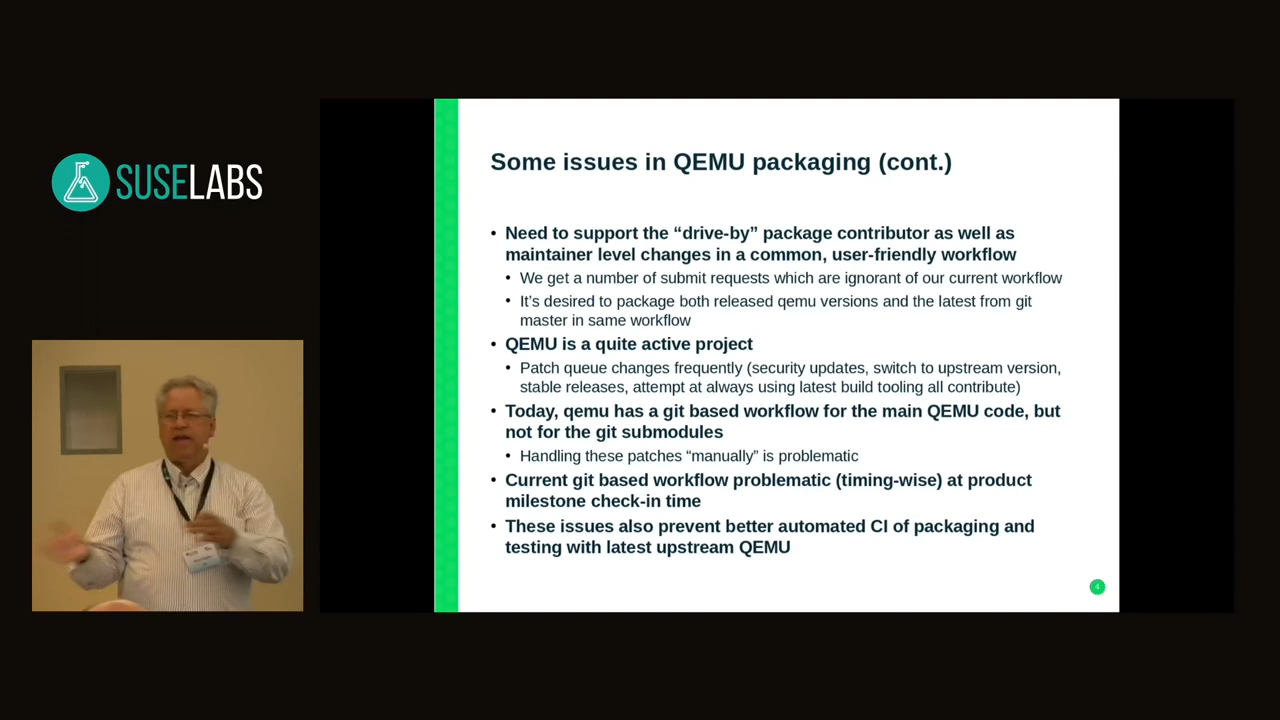 SUSELABS
Some issues in QEMU packaging (cont.)
• Need to support the “drive-by” package contributor as well as
maintainer level changes in a common, user-friendly workflow
• We get a number of submit requests which are ignorant of our current workflow
• It’s desired to package both released qemu versions and the latest from git
master in same workflow
• QEMU is a quite active project
• Patch queue changes frequently (security updates, switch to upstream version,
stable releases, attempt at always using latest build tooling all contribute)
• Today, qemu has a git based workflow for the main QEMU code, but
not for the git submodules
• Handling these patches “manually” is problematic
• Current git based workflow problematic (timing-wise) at product
milestone check-in time
• These issues also prevent better automated CI of packaging and
testing with latest upstream QEMU
4